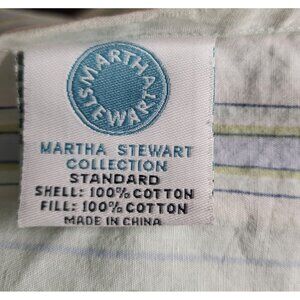 MARTHA
STEWART
MARTHA STEWART
COLLECTION
STANDARD
SHELL: 100% COTTON
FILL: 100% COTTON
MADE IN CHINA